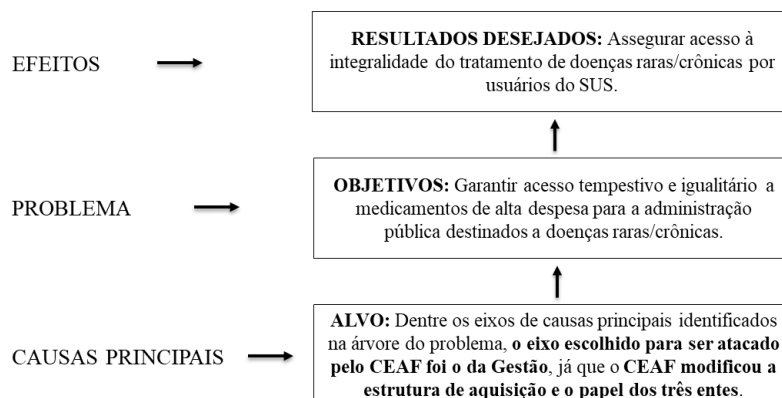 EFEITOS
RESULTADOS DESEJADOS: Assegurar acesso à
integralidade do tratamento de doenças raras/crônicas por
usuários do SUS.
PROBLEMA
OBJETIVOS: Garantir acesso tempestivo e igualitário a
medicamentos de alta despesa para a administração
pública destinados a doenças raras/crônicas.
CAUSAS PRINCIPAIS
ALVO: Dentre os eixos de causas principais identificados
na árvore do problema, o eixo escolhido para ser atacado
pelo CEAF foi o da Gestão, já que o CEAF modificou a
estrutura de aquisição e o papel dos três entes.